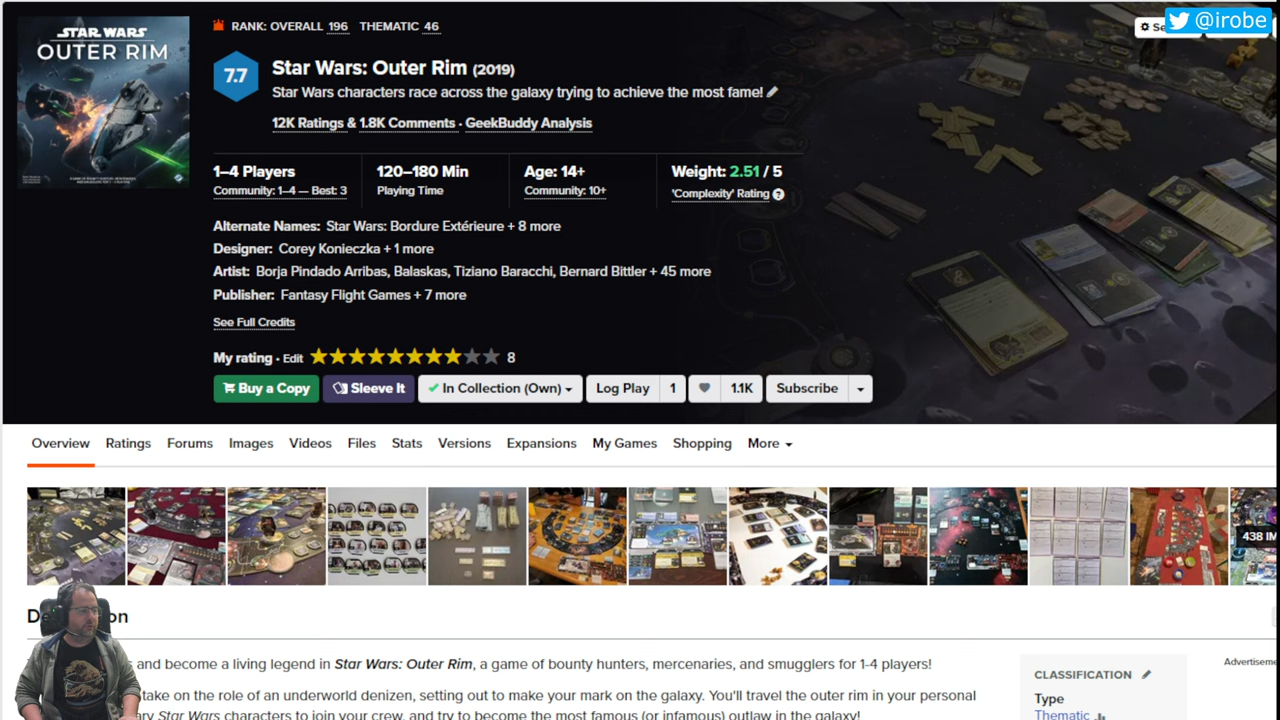 STAR WARS
OUTER RIM
RANK: OVERALL 196 THEMATIC 46
@irobe
7.7
Star Wars: Outer Rim (2019)
Star Wars characters race across the galaxy trying to achieve the most fame!
12K Ratings & 1.8K Comments · GeekBuddy Analysis
1–4 Players
Community: 1–4 — Best: 3
120–180 Min
Playing Time
Age: 14+
Community: 10+
Weight: 2.51 / 5
'Complexity' Rating ?
Alternate Names: Star Wars: Bordure Extérieure + 8 more
Designer: Corey Konieczka + 1 more
Artist: Borja Pindado Arribas, Balaskas, Tiziano Baracchi, Bernard Bittler + 45 more
Publisher: Fantasy Flight Games + 7 more
See Full Credits
My rating · Edit 8
Buy a Copy Sleeve It In Collection (Own) Log Play 1 1.1K Subscribe
Overview Ratings Forums Images Videos Files Stats Versions Expansions My Games Shopping More
438 IM
D on
and become a living legend in Star Wars: Outer Rim, a game of bounty hunters, mercenaries, and smugglers for 1-4 players!
take on the role of an underworld denizen, setting out to make your mark on the galaxy. You'll travel the outer rim in your personal
ary Star Wars characters to join your crew, and try to become the most famous (or infamous) outlaw in the galaxy!
CLASSIFICATION
Type
Thematic
Advertiseme